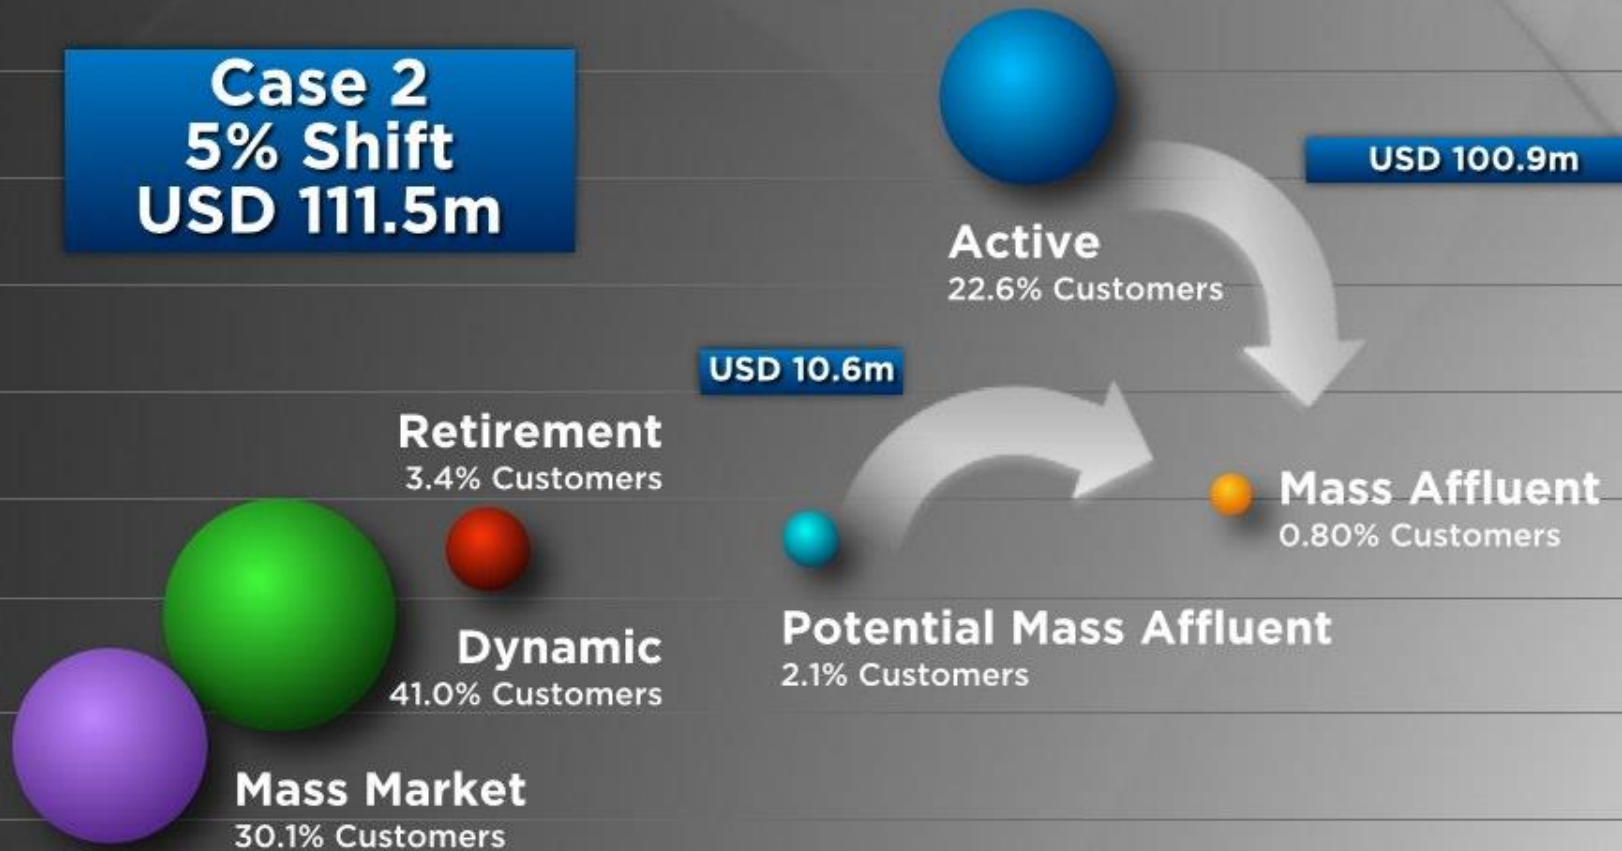 Case 2
5% Shift
USD 111.5m
USD 100.9m
Active
22.6% Customers
USD 10.6m
Retirement
3.4% Customers
Mass Affluent
0.80% Customers
Potential Mass Affluent
2.1% Customers
Dynamic
41.0% Customers
Mass Market
30.1% Customers